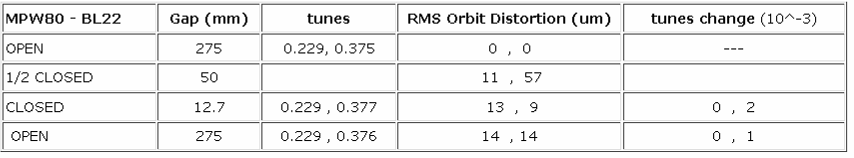 MPW80 - BL22 Gap (mm) tunes RMS Orbit Distortion (um) tunes change (10^-3)
OPEN 275 0.229, 0.375 0 , 0 ---
1/2 CLOSED 50 11 , 57
CLOSED 12.7 0.229 , 0.377 13 , 9 0 , 2
OPEN 275 0.229 , 0.376 14 , 14 0 , 1